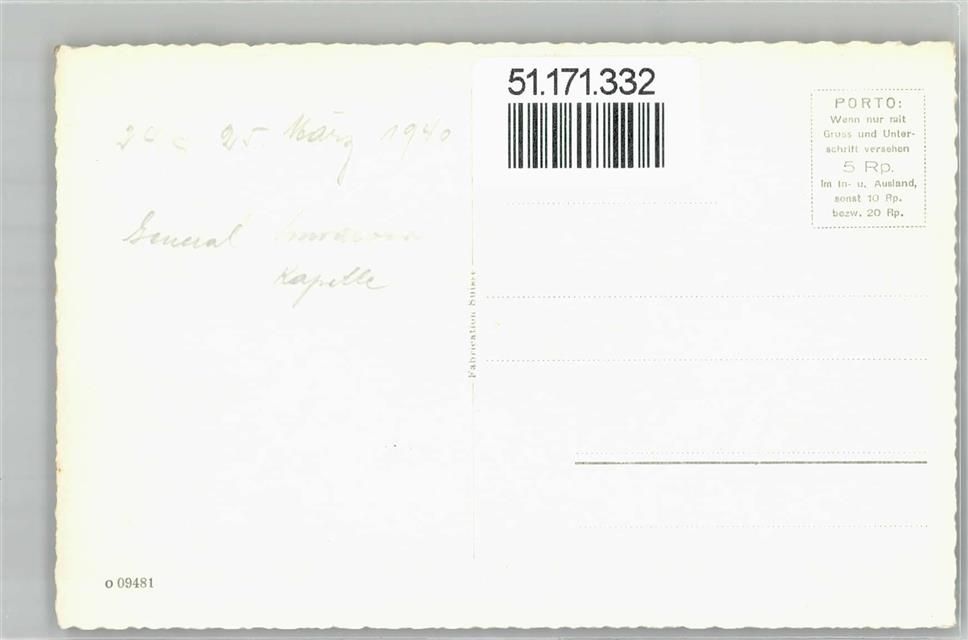 24 & 25. März 1940
General
Kapelle
51.171.332
PORTO:
Wenn nur mit
Gruss und Unter-
schrift versehen
5 Rp.
Im In- u. Ausland,
sonst 10 Rp.
bezw. 20 Rp.
Fabrication Suisse
O 09481